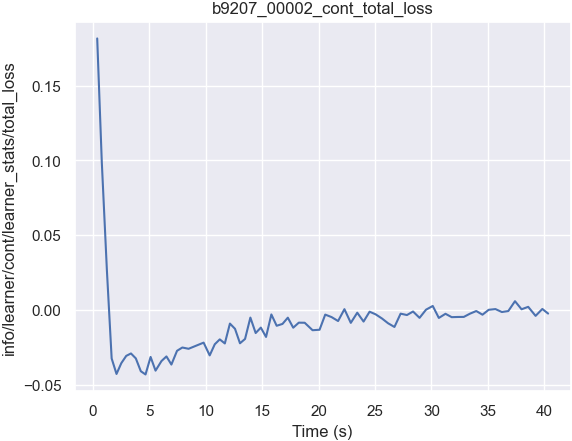 b9207_00002_cont_total_loss
info/learner/cont/learner_stats/total_loss
0.15
0.10
0.05
0.00
−0.05
0 5 10 15 20 25 30 35 40
Time (s)